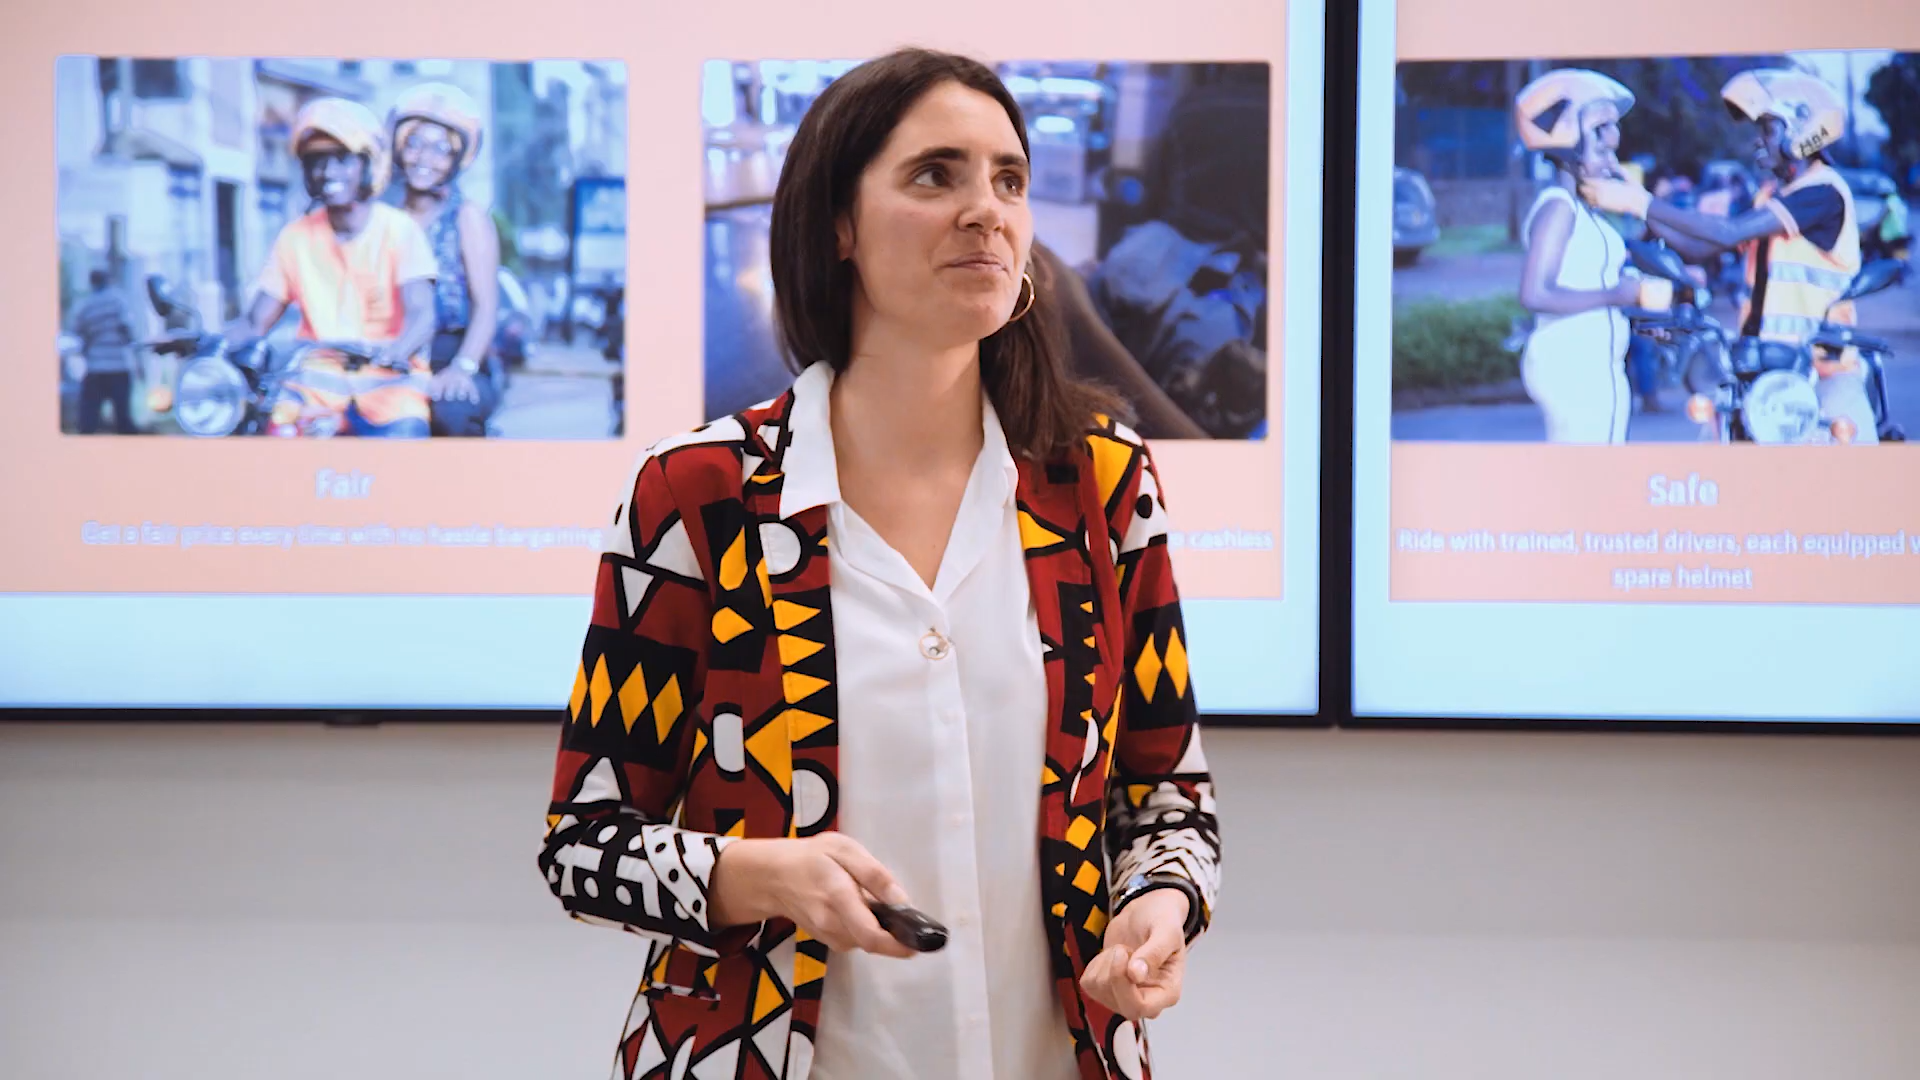 Fair
Get a fair price every time with no hassle bargaining
cashless
Safe
Ride with trained, trusted drivers, each equipped
spare helmet